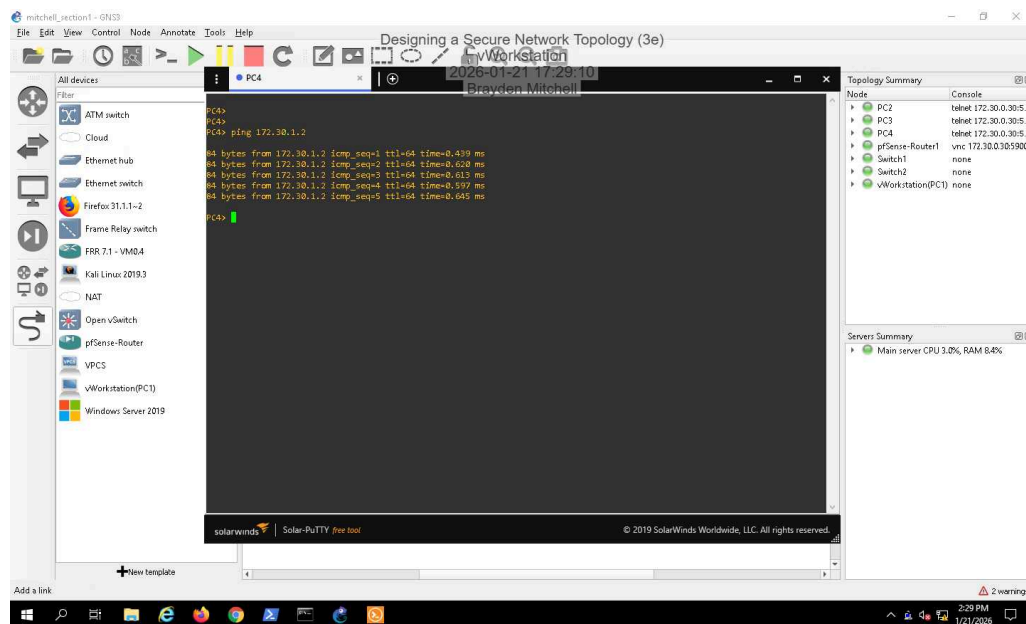 mitchell_section1 - GNS3
File Edit View Control Node Annotate Tools Help
Designing a Secure Network Topology (3e)
vWorkstation
2026-01-21 17:29:10
Brayden Mitchell
All devices
Filter
ATM switch
Cloud
Ethernet hub
Ethernet switch
Firefox 31.1.1~2
Frame Relay switch
FRR 7.1 - VM0.4
Kali Linux 2019.3
NAT
Open vSwitch
pfSense-Router
VPCS
vWorkstation(PC1)
Windows Server 2019
New template
PC4
PC4>
PC4>
PC4> ping 172.30.1.2
84 bytes from 172.30.1.2 icmp_seq=1 ttl=64 time=0.439 ms
84 bytes from 172.30.1.2 icmp_seq=2 ttl=64 time=0.620 ms
84 bytes from 172.30.1.2 icmp_seq=3 ttl=64 time=0.613 ms
84 bytes from 172.30.1.2 icmp_seq=4 ttl=64 time=0.597 ms
84 bytes from 172.30.1.2 icmp_seq=5 ttl=64 time=0.645 ms
PC4>
solarwinds Solar-PuTTY free tool © 2019 SolarWinds Worldwide, LLC. All rights reserved.
Topology Summary
Node Console
PC2 telnet 172.30.0.30:5
PC3 telnet 172.30.0.30:5
PC4 telnet 172.30.0.30:5
pfSense-Router1 vnc 172.30.0.30:5900
Switch1 none
Switch2 none
vWorkstation(PC1) none
Servers Summary
Main server CPU 3.0%, RAM 8.4%
Add a link
2 warning
2:29 PM
1/21/2026